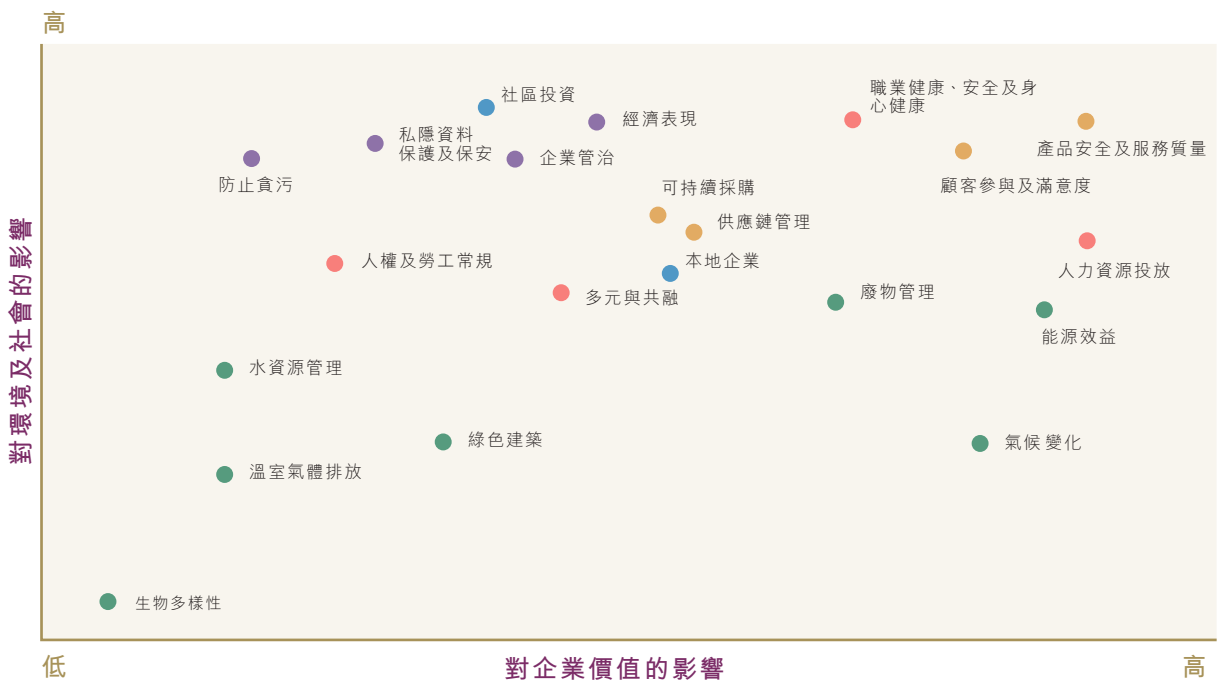 高
職業健康、安全及身
心健康
社區投資
經濟表現
私隱資料
保護及保安
企業管治
產品安全及服務質量
防止貪污
可持續採購
顧客參與及滿意度
供應鏈管理
人權及勞工常規
本地企業
人力資源投放
多元與共融
廢物管理
能源效益
對環境及社會的影響
水資源管理
綠色建築
氣候變化
溫室氣體排放
生物多樣性
低
對企業價值的影響
高